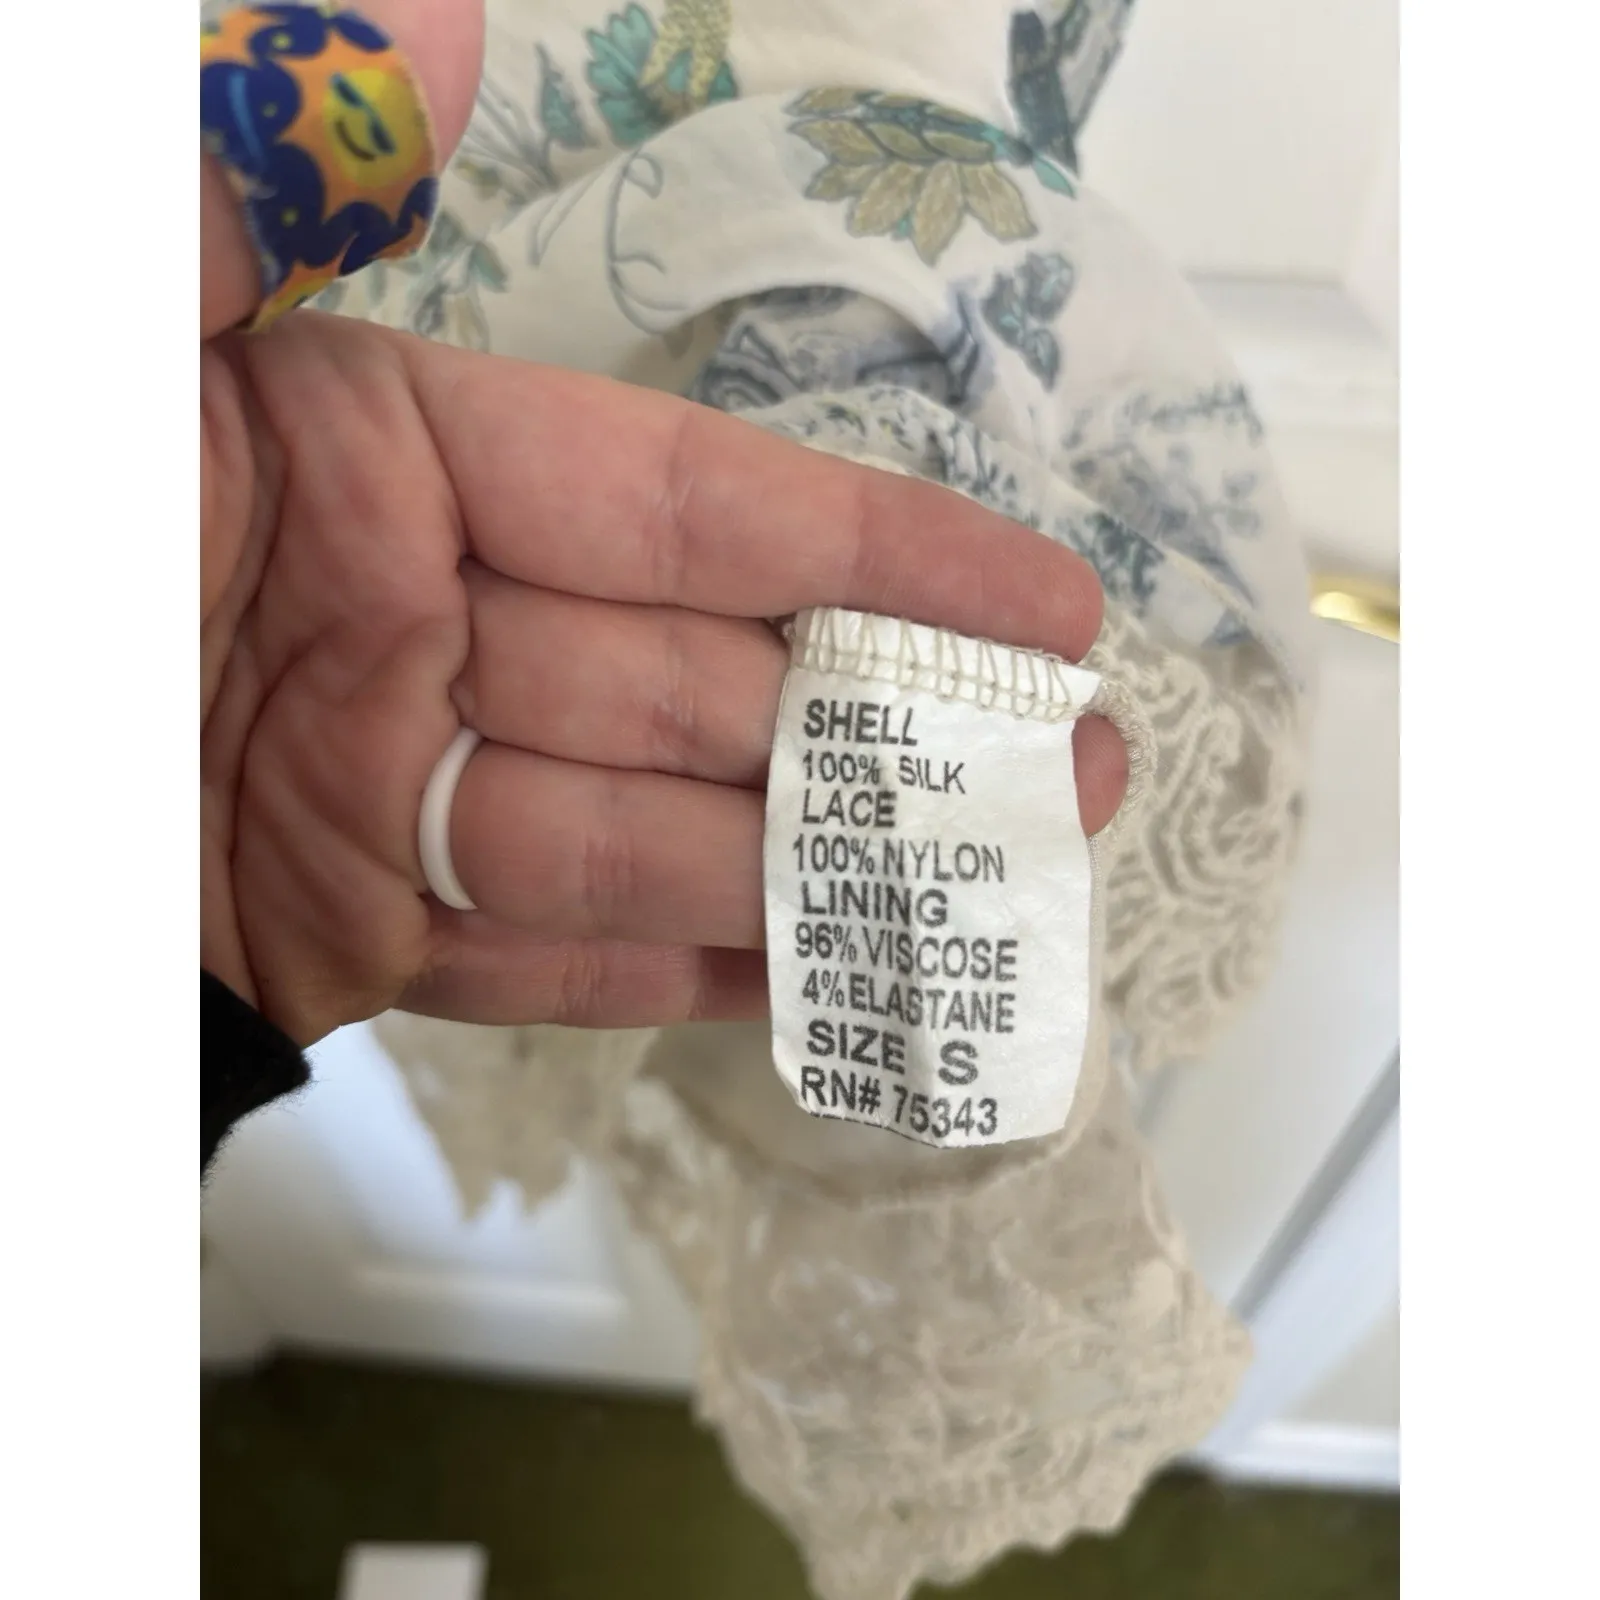 SHELL
100% SILK
LACE
100% NYLON
LINING
96% VISCOSE
4% ELASTANE
SIZE S
RN# 75343